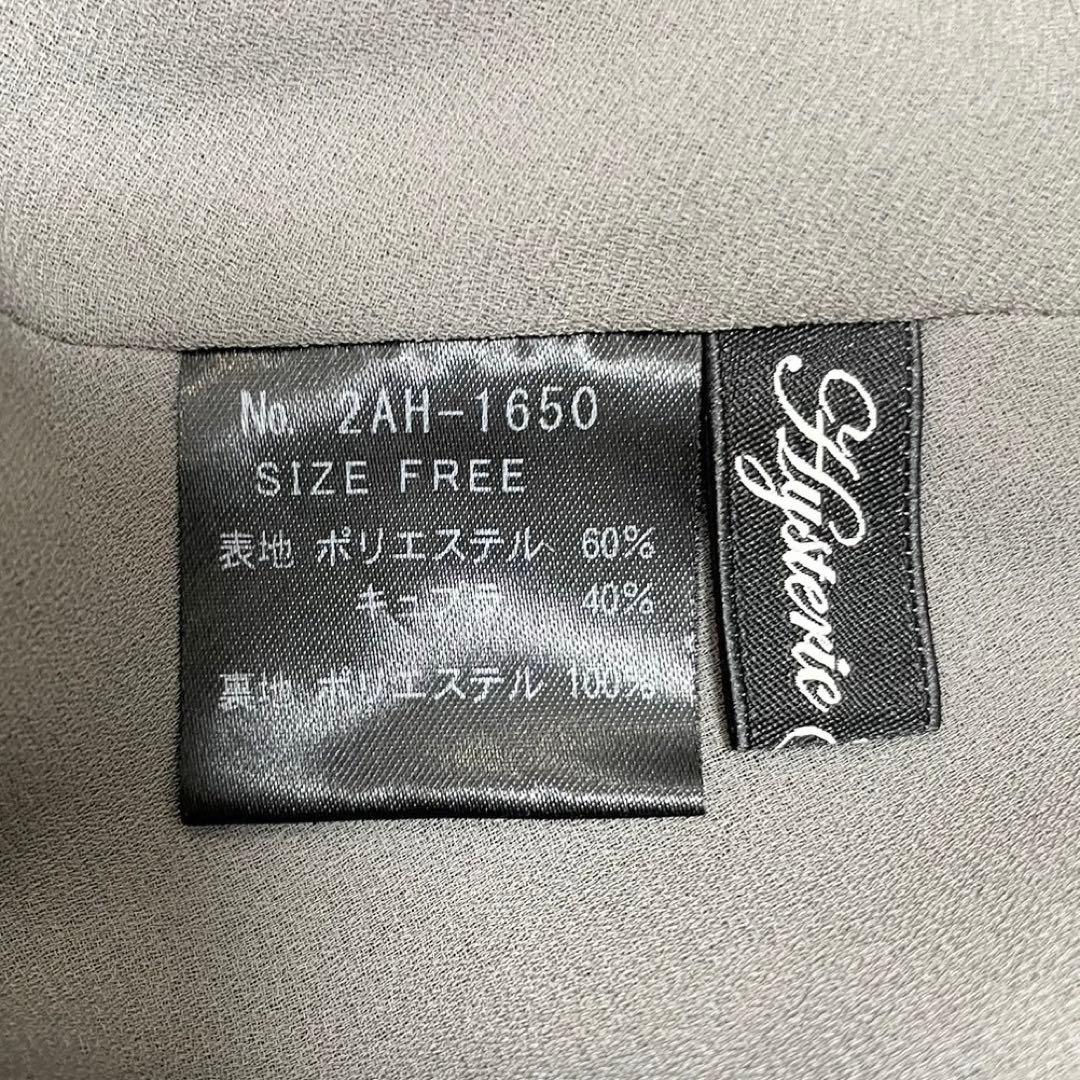 No. 2AH-1650
SIZE FREE
表地 ポリエステル 60%
キュプラ 40%
裏地 ポリエステル 100%
Hysteric